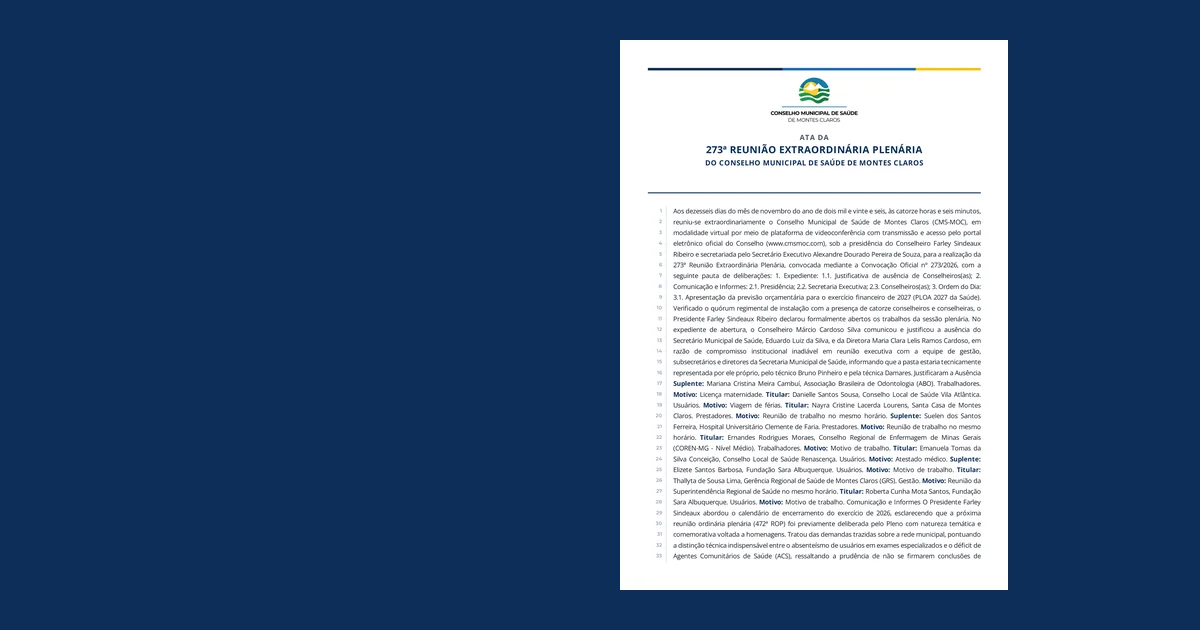 CONSELHO MUNICIPAL DE SAÚDE
DE MONTES CLAROS
ATA DA
273ª REUNIÃO EXTRAORDINÁRIA PLENÁRIA
DO CONSELHO MUNICIPAL DE SAÚDE DE MONTES CLAROS
1 Aos dezesseis dias do mês de novembro do ano de dois mil e vinte e seis, às catorze horas e seis minutos,
2 reuniu-se extraordinariamente o Conselho Municipal de Saúde de Montes Claros (CMS-MOC), em
3 modalidade virtual por meio de plataforma de videoconferência com transmissão e acesso pelo portal
4 eletrônico oficial do Conselho (www.cmsmoc.com), sob a presidência do Conselheiro Farley Sindeaux
5 Ribeiro e secretariada pelo Secretário Executivo Alexandre Dourado Pereira de Souza, para a realização da
6 273ª Reunião Extraordinária Plenária, convocada mediante a Convocação Oficial nº 273/2026, com a
7 seguinte pauta de deliberações: 1. Expediente: 1.1. Justificativa de ausência de Conselheiros(as); 2.
8 Comunicação e Informes: 2.1. Presidência; 2.2. Secretaria Executiva; 2.3. Conselheiros(as); 3. Ordem do Dia:
9 3.1. Apresentação da previsão orçamentária para o exercício financeiro de 2027 (PLOA 2027 da Saúde).
10 Verificado o quórum regimental de instalação com a presença de catorze conselheiros e conselheiras, o
11 Presidente Farley Sindeaux Ribeiro declarou formalmente abertos os trabalhos da sessão plenária. No
12 expediente de abertura, o Conselheiro Márcio Cardoso Silva comunicou e justificou a ausência do
13 Secretário Municipal de Saúde, Eduardo Luiz da Silva, e da Diretora Maria Clara Lelis Ramos Cardoso, em
14 razão de compromisso institucional inadiável em reunião executiva com a equipe de gestão,
15 subsecretários e diretores da Secretaria Municipal de Saúde, informando que a pasta estaria tecnicamente
16 representada por ele próprio, pelo técnico Bruno Pinheiro e pela técnica Damares. Justificaram a Ausência
17 Suplente: Mariana Cristina Meira Cambuí, Associação Brasileira de Odontologia (ABO). Trabalhadores.
18 Motivo: Licença maternidade. Titular: Danielle Santos Sousa, Conselho Local de Saúde Vila Atlântica.
19 Usuários. Motivo: Viagem de férias. Titular: Nayra Cristine Lacerda Lourens, Santa Casa de Montes
20 Claros. Prestadores. Motivo: Reunião de trabalho no mesmo horário. Suplente: Suelen dos Santos
21 Ferreira, Hospital Universitário Clemente de Faria. Prestadores. Motivo: Reunião de trabalho no mesmo
22 horário. Titular: Ernandes Rodrigues Moraes, Conselho Regional de Enfermagem de Minas Gerais
23 (COREN-MG - Nível Médio). Trabalhadores. Motivo: Motivo de trabalho. Titular: Emanuela Tomas da
24 Silva Conceição, Conselho Local de Saúde Renascença. Usuários. Motivo: Atestado médico. Suplente:
25 Elizete Santos Barbosa, Fundação Sara Albuquerque. Usuários. Motivo: Motivo de trabalho. Titular:
26 Thallyta de Sousa Lima, Gerência Regional de Saúde de Montes Claros (GRS). Gestão. Motivo: Reunião da
27 Superintendência Regional de Saúde no mesmo horário. Titular: Roberta Cunha Mota Santos, Fundação
28 Sara Albuquerque. Usuários. Motivo: Motivo de trabalho. Comunicação e Informes O Presidente Farley
29 Sindeaux abordou o calendário de encerramento do exercício de 2026, esclarecendo que a próxima
30 reunião ordinária plenária (472ª ROP) foi previamente deliberada pelo Pleno com natureza temática e
31 comemorativa voltada a homenagens. Tratou das demandas trazidas sobre a rede municipal, pontuando
32 a distinção técnica indispensável entre o absenteísmo de usuários em exames especializados e o déficit de
33 Agentes Comunitários de Saúde (ACS), ressaltando a prudência de não se firmarem conclusões de